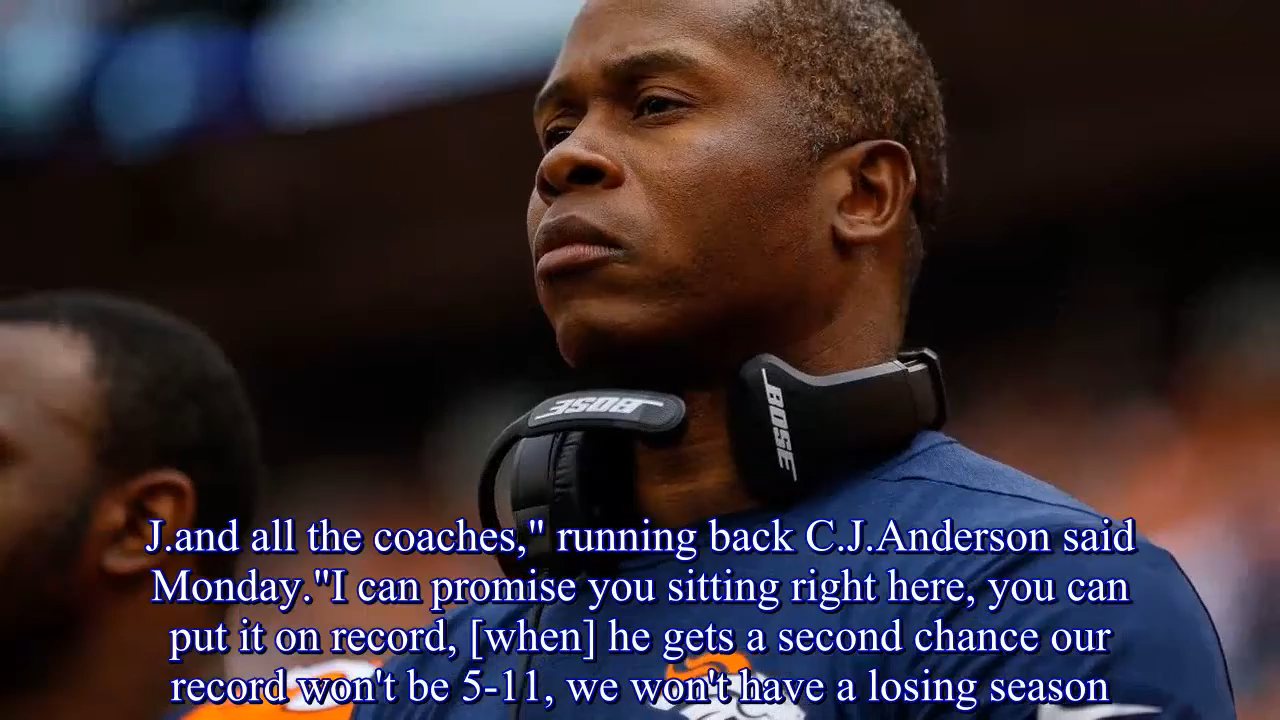 BOSE
BOSE
J.and all the coaches," running back C.J.Anderson said
Monday."I can promise you sitting right here, you can
put it on record, [when] he gets a second chance our
record won't be 5-11, we won't have a losing season